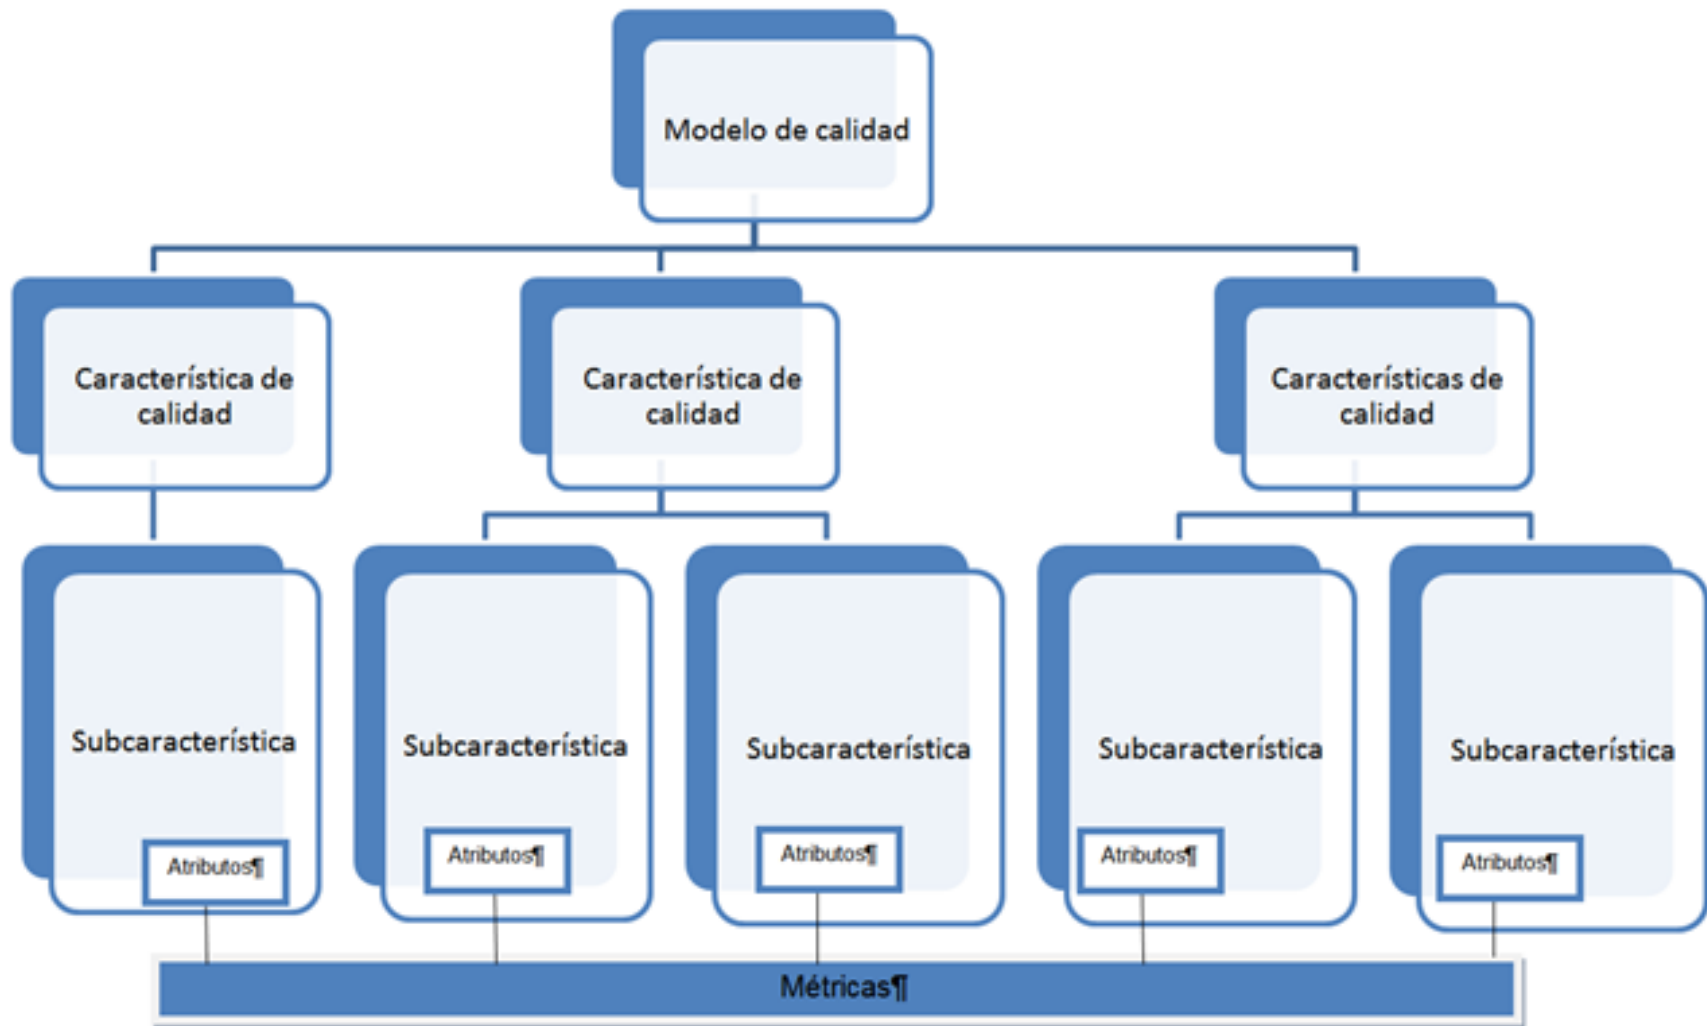 Modelo de calidad
Característica de
calidad
Característica de
calidad
Características de
calidad
Subcaracterística
Subcaracterística
Subcaracterística
Subcaracterística
Subcaracterística
Atributos¶
Atributos¶
Atributos¶
Atributos¶
Atributos¶
Métricas¶